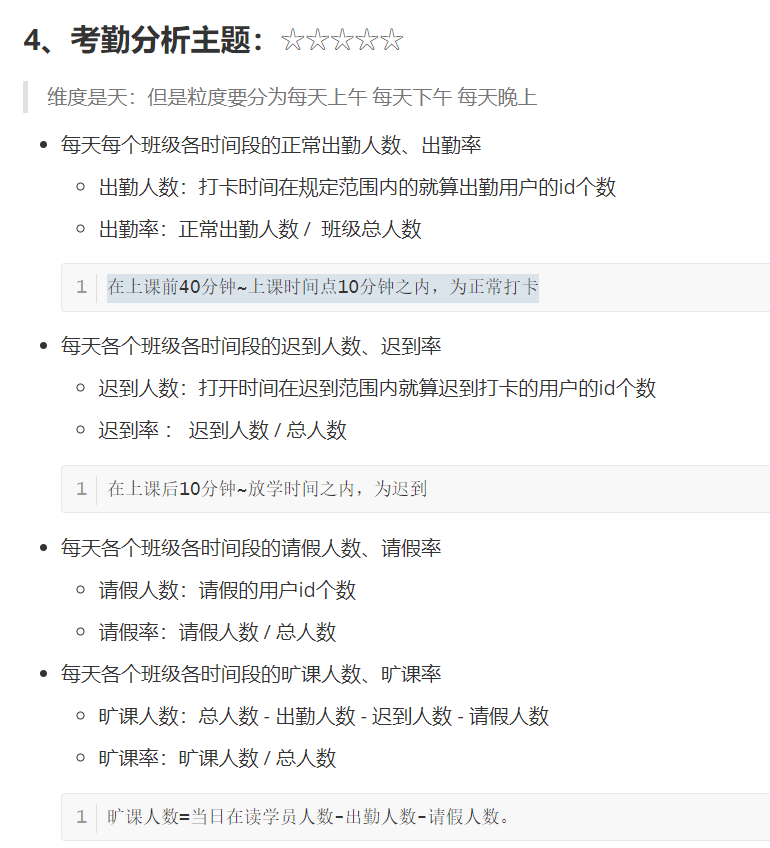 4、考勤分析主题：☆☆☆☆☆
维度是天：但是粒度要分为每天上午 每天下午 每天晚上
每天每个班级各时间段的正常出勤人数、出勤率
出勤人数：打卡时间在规定范围内的就算出勤用户的id个数
出勤率：正常出勤人数 / 班级总人数
1 在上课前40分钟~上课时间点10分钟之内，为正常打卡
每天各个班级各时间段的迟到人数、迟到率
迟到人数：打开时间在迟到范围内就算迟到打卡的用户的id个数
迟到率 ： 迟到人数 / 总人数
1 在上课后10分钟~放学时间之内，为迟到
每天各个班级各时间段的请假人数、请假率
请假人数：请假的用户id个数
请假率：请假人数 / 总人数
每天各个班级各时间段的旷课人数、旷课率
旷课人数：总人数 - 出勤人数 - 迟到人数 - 请假人数
旷课率：旷课人数 / 总人数
1 旷课人数=当日在读学员人数-出勤人数-请假人数。